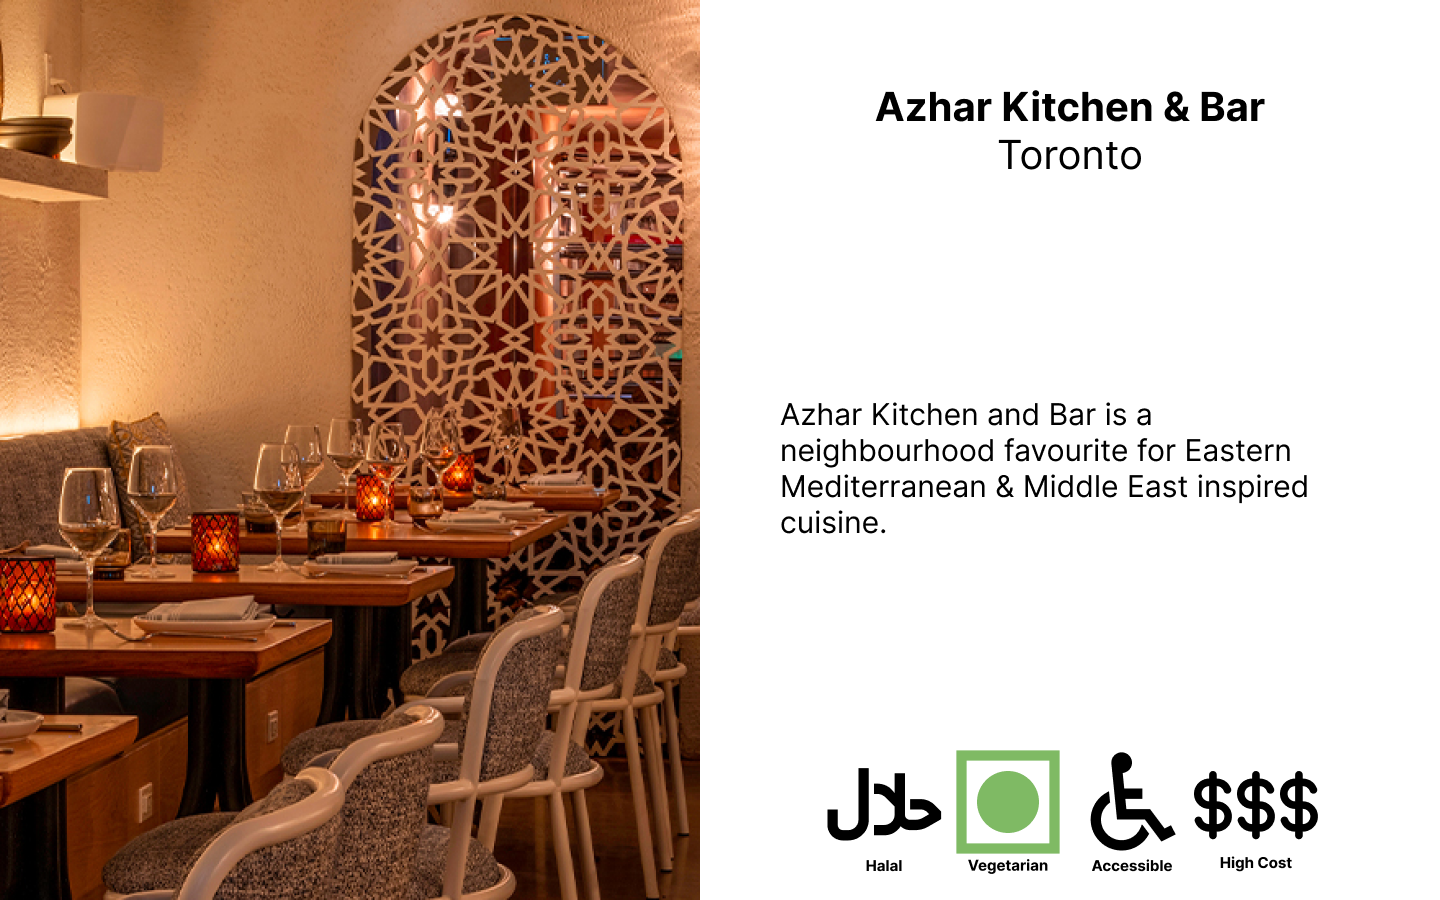 Azhar Kitchen & Bar
Toronto
Azhar Kitchen and Bar is a
neighbourhood favourite for Eastern
Mediterranean & Middle East inspired
cuisine.
حلال
$$$
Halal
Vegetarian
Accessible
High Cost